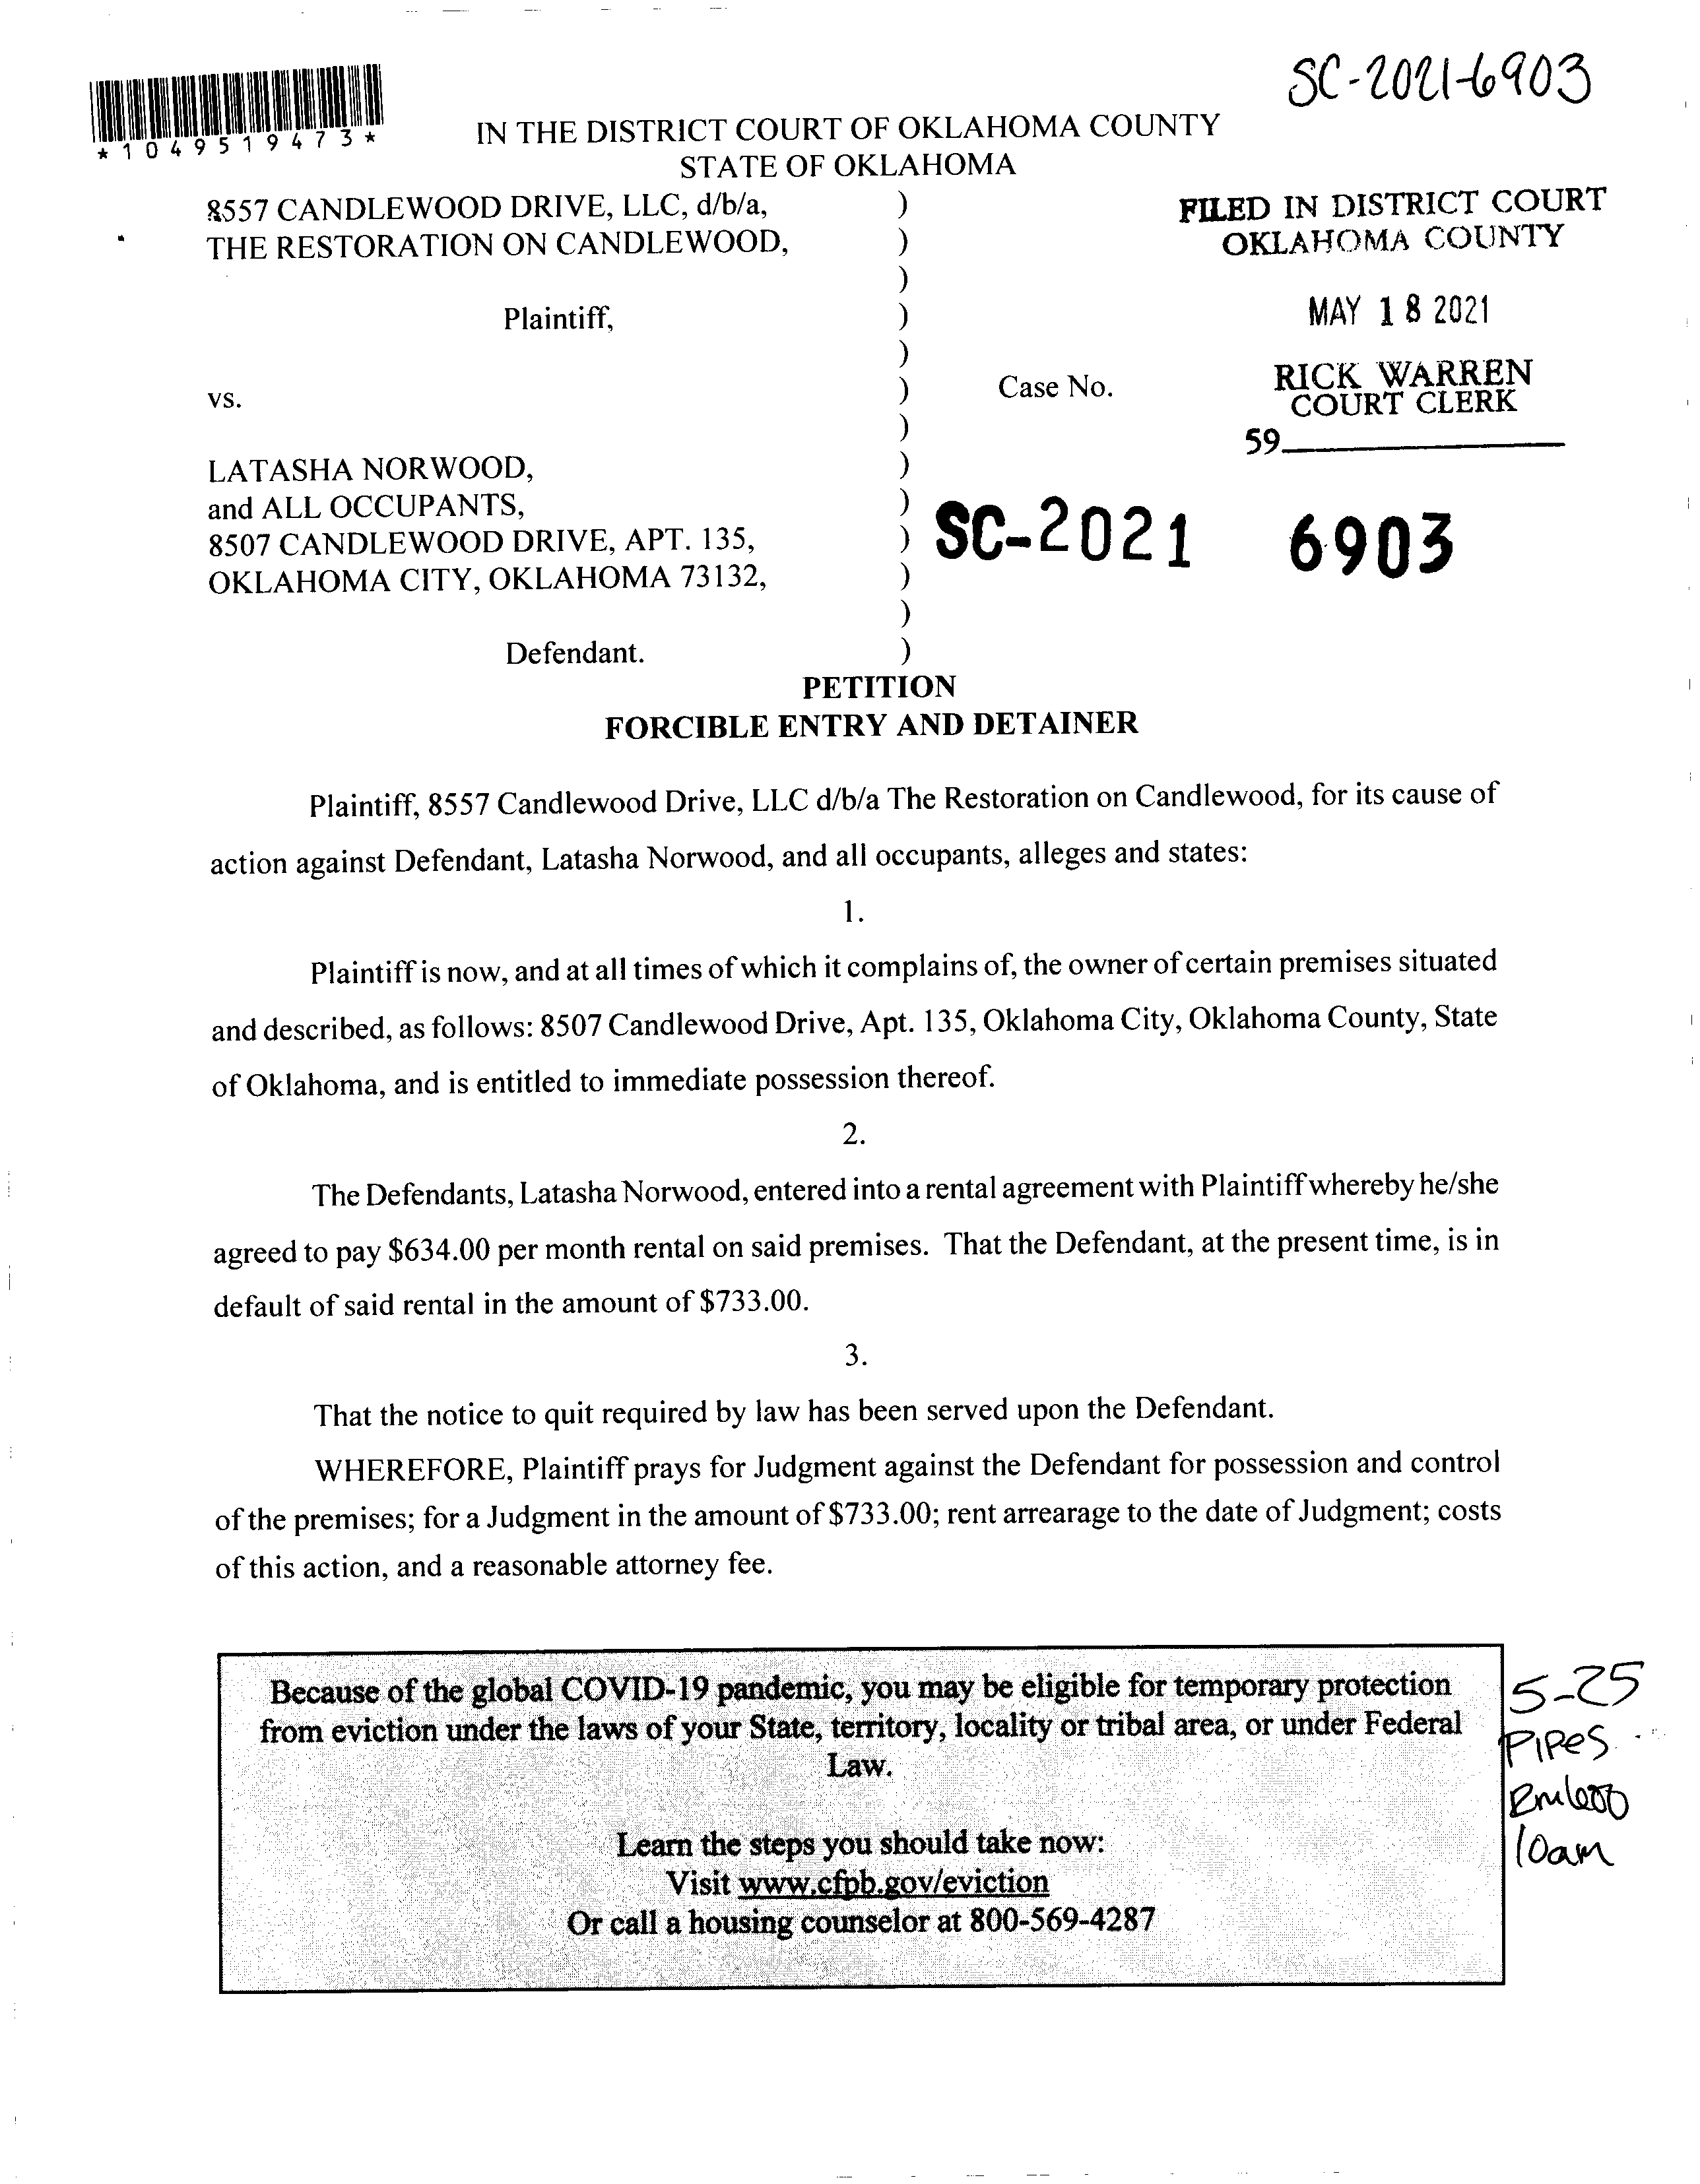 SC-2021-6903
*1049519473*
IN THE DISTRICT COURT OF OKLAHOMA COUNTY
STATE OF OKLAHOMA
8557 CANDLEWOOD DRIVE, LLC, d/b/a, )
THE RESTORATION ON CANDLEWOOD, )
)
Plaintiff, )
)
vs. )
)
LATASHA NORWOOD, )
and ALL OCCUPANTS, )
8507 CANDLEWOOD DRIVE, APT. 135, )
OKLAHOMA CITY, OKLAHOMA 73132, )
)
Defendant. )
FILED IN DISTRICT COURT
OKLAHOMA COUNTY
MAY 18 2021
Case No.
RICK WARREN
COURT CLERK
59
SC-2021 6903
PETITION
FORCIBLE ENTRY AND DETAINER
Plaintiff, 8557 Candlewood Drive, LLC d/b/a The Restoration on Candlewood, for its cause of
action against Defendant, Latasha Norwood, and all occupants, alleges and states:
1.
Plaintiff is now, and at all times of which it complains of, the owner of certain premises situated
and described, as follows: 8507 Candlewood Drive, Apt. 135, Oklahoma City, Oklahoma County, State
of Oklahoma, and is entitled to immediate possession thereof.
2.
The Defendants, Latasha Norwood, entered into a rental agreement with Plaintiff whereby he/she
agreed to pay $634.00 per month rental on said premises. That the Defendant, at the present time, is in
default of said rental in the amount of $733.00.
3.
That the notice to quit required by law has been served upon the Defendant.
WHEREFORE, Plaintiff prays for Judgment against the Defendant for possession and control
of the premises; for a Judgment in the amount of $733.00; rent arrearage to the date of Judgment; costs
of this action, and a reasonable attorney fee.
Because of the global COVID-19 pandemic, you may be eligible for temporary protection
from eviction under the laws of your State, territory, locality or tribal area, or under Federal
Law.
Learn the steps you should take now:
Visit www.cfpb.gov/eviction
Or call a housing counselor at 800-569-4287
5-25
Pipes
10am